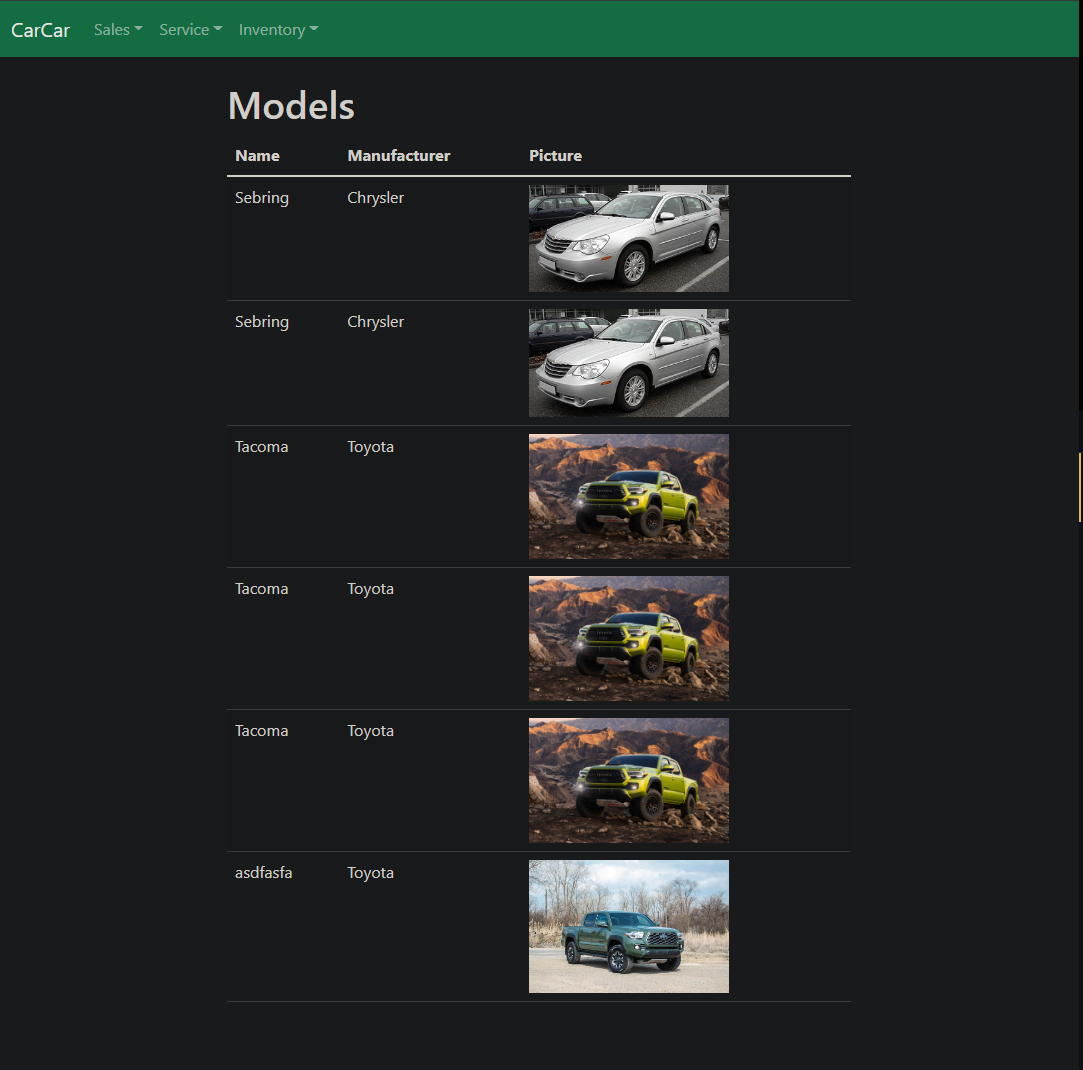 CarCar Sales Service Inventory
Models
Name Manufacturer Picture
Sebring Chrysler
Sebring Chrysler
Tacoma Toyota
Tacoma Toyota
Tacoma Toyota
asdfasfa Toyota